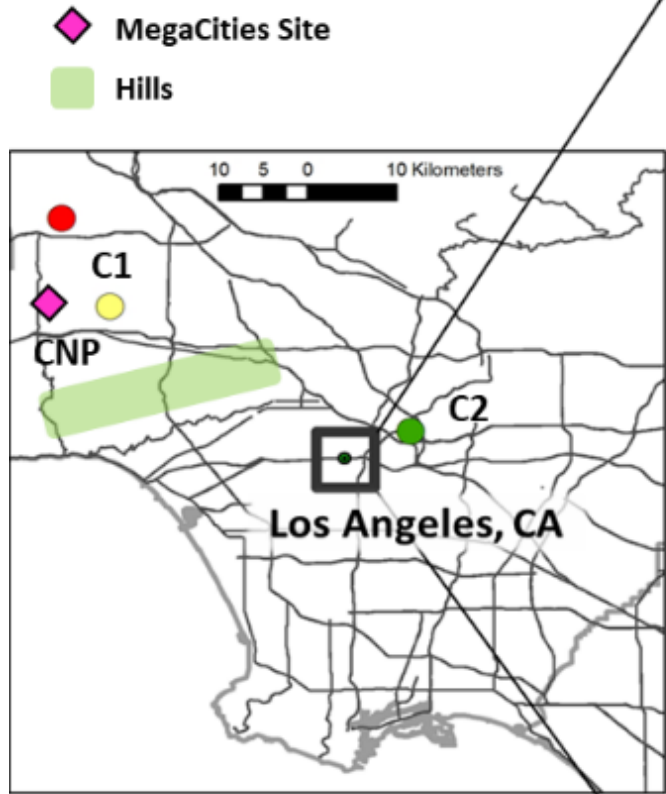 MegaCities Site
Hills
10 5 0 10 Kilometers
C1
CNP
C2
Los Angeles, CA